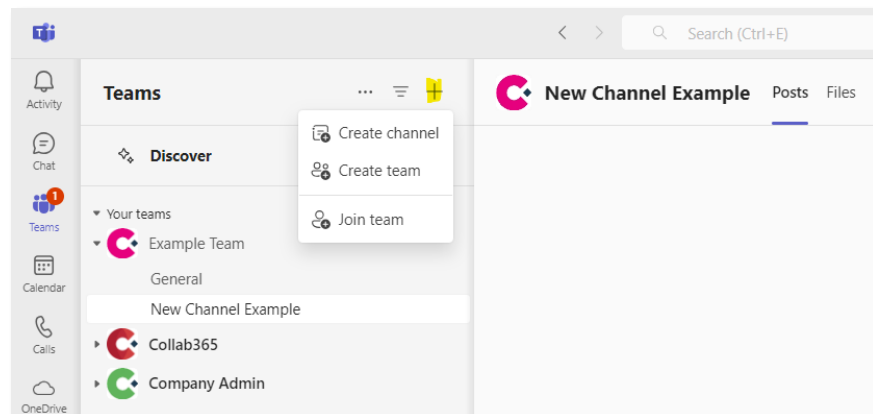 Search (Ctrl+E)
Activity
Chat
1
Teams
Calendar
Calls
OneDrive
Teams
Discover
Create channel
Create team
Join team
Your teams
Example Team
General
New Channel Example
Collab365
Company Admin
New Channel Example Posts Files